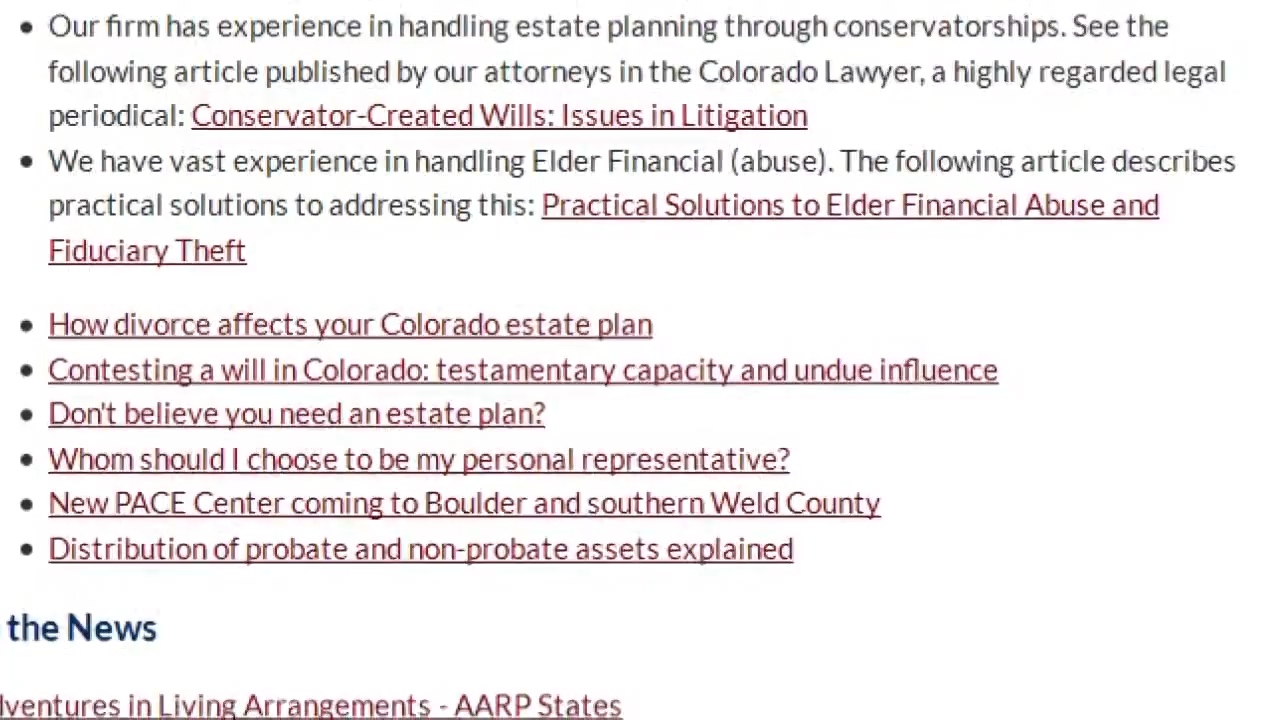 Our firm has experience in handling estate planning through conservatorships. See the
following article published by our attorneys in the Colorado Lawyer, a highly regarded legal
periodical: Conservator-Created Wills: Issues in Litigation
We have vast experience in handling Elder Financial (abuse). The following article describes
practical solutions to addressing this: Practical Solutions to Elder Financial Abuse and
Fiduciary Theft
How divorce affects your Colorado estate plan
Contesting a will in Colorado: testamentary capacity and undue influence
Don't believe you need an estate plan?
Whom should I choose to be my personal representative?
New PACE Center coming to Boulder and southern Weld County
Distribution of probate and non-probate assets explained
the News
in Living Arrangements - AARP States